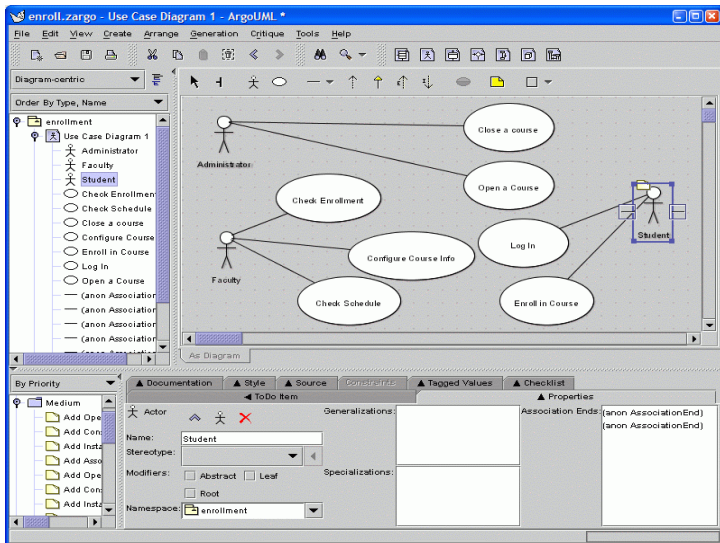 enroll.zargo - Use Case Diagram 1 - ArgoUML *
File Edit View Create Arrange Generation Critique Tools Help
Diagram-centric
Order By Type, Name
enrollment
Use Case Diagram 1
Administrator
Faculty
Student
Check Enrollment
Check Schedule
Close a course
Configure Course
Enroll in Course
Log In
Open a Course
(anon Association
(anon Association
(anon Association
Administrator
Close a course
Open a Course
Check Enrollment
Faculty
Configure Course Info
Check Schedule
Log In
Enroll in Course
Student
As Diagram
By Priority
Medium
Add Ope
Add Con
Add Insta
Add Asso
Add Ope
Add Con
Add Insta
Documentation Style Source Constraints Tagged Values Checklist
ToDo Item Properties
Actor
Name: Student
Stereotype:
Modifiers: Abstract Leaf
Root
Namespace: enrollment
Generalizations:
Specializations:
Association Ends: (anon AssociationEnd)
(anon AssociationEnd)